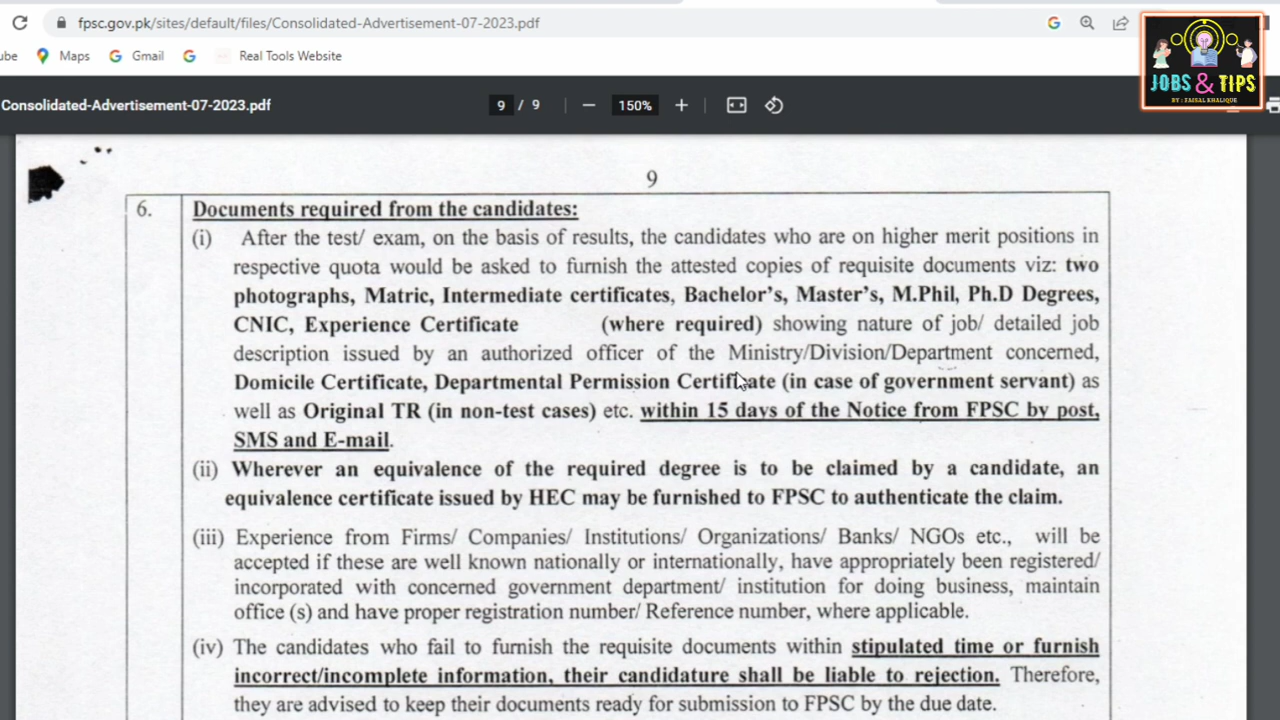 fpsc.gov.pk/sites/default/files/Consolidated-Advertisement-07-2023.pdf
ube Maps Gmail Real Tools Website
JOBS & TIPS
BY : FAISAL KHALIQUE
Consolidated-Advertisement-07-2023.pdf 9 / 9 150%
9
6. Documents required from the candidates:
(i) After the test/ exam, on the basis of results, the candidates who are on higher merit positions in
respective quota would be asked to furnish the attested copies of requisite documents viz: two
photographs, Matric, Intermediate certificates, Bachelor's, Master's, M.Phil, Ph.D Degrees,
CNIC, Experience Certificate (where required) showing nature of job/ detailed job
description issued by an authorized officer of the Ministry/Division/Department concerned,
Domicile Certificate, Departmental Permission Certificate (in case of government servant) as
well as Original TR (in non-test cases) etc. within 15 days of the Notice from FPSC by post,
SMS and E-mail.
(ii) Wherever an equivalence of the required degree is to be claimed by a candidate, an
equivalence certificate issued by HEC may be furnished to FPSC to authenticate the claim.
(iii) Experience from Firms/ Companies/ Institutions/ Organizations/ Banks/ NGOs etc., will be
accepted if these are well known nationally or internationally, have appropriately been registered/
incorporated with concerned government department/ institution for doing business, maintain
office (s) and have proper registration number/ Reference number, where applicable.
(iv) The candidates who fail to furnish the requisite documents within stipulated time or furnish
incorrect/incomplete information, their candidature shall be liable to rejection. Therefore,
they are advised to keep their documents ready for submission to FPSC by the due date.